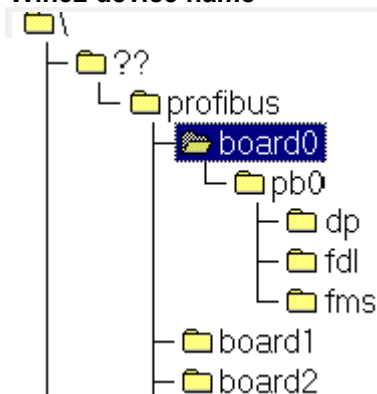 Win32 device name
\
??
profibus
board0
pb0
dp
fdl
fms
board1
board2